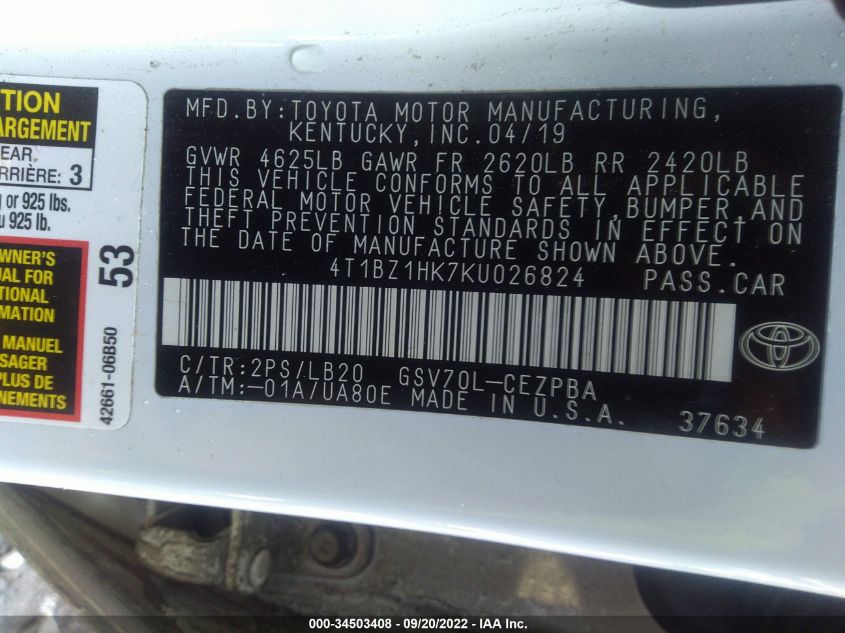 TION
ARGEMENT
EAR
RRIÈRE: 3
g or 925 lbs.
u 925 lb.
WNER'S
UAL FOR
TIONAL
RMATION
MANUEL
SAGER
US DE
NEMENTS
53
42661-06B50
MFD.BY:TOYOTA MOTOR MANUFACTURING,
KENTUCKY,INC.04/19
GVWR 4625LB GAWR FR 2620LB RR 2420LB
THIS VEHICLE CONFORMS TO ALL APPLICABLE
FEDERAL MOTOR VEHICLE SAFETY,BUMPER,AND
THEFT PREVENTION STANDARDS IN EFFECT ON
THE DATE OF MANUFACTURE SHOWN ABOVE.
4T1BZ1HK7KU026824 PASS.CAR
C/TR:2PS/LB20 GSV70L-CEZPBA
A/TM:-01A/UA80E MADE IN U.S.A. 37634
000-34503408 - 09/20/2022 - IAA Inc.